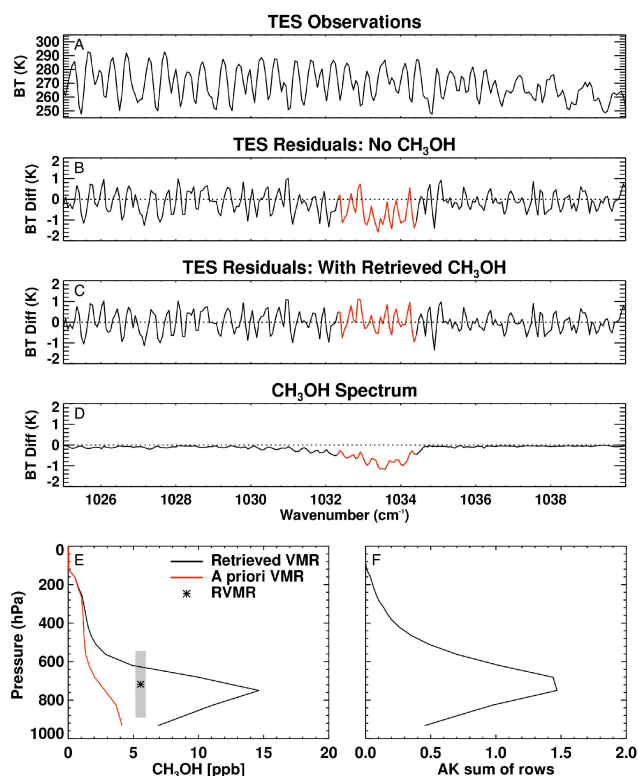 TES Observations
A
300
290
280
270
260
250
BT (K)
TES Residuals: No CH₃OH
B
2
1
0
-1
-2
BT Diff (K)
TES Residuals: With Retrieved CH₃OH
C
2
1
0
-1
-2
BT Diff (K)
CH₃OH Spectrum
D
2
1
0
-1
-2
BT Diff (K)
1026 1028 1030 1032 1034 1036 1038
Wavenumber (cm⁻¹)
E
Retrieved VMR
A priori VMR
RVMR
0
200
400
600
800
1000
Pressure (hPa)
0 5 10 15 20
CH₃OH [ppb]
F
0.0 0.5 1.0 1.5 2.0
AK sum of rows